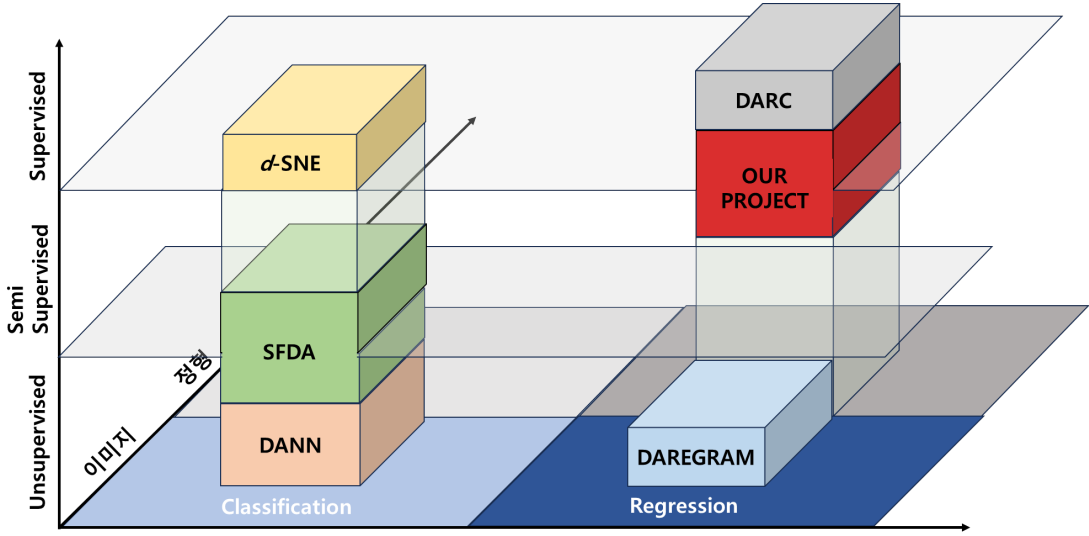 Supervised
d-SNE
DARC
OUR
PROJECT
Semi
Supervised
SFDA
정형
이미지
Unsupervised
DANN
DAREGRAM
Classification
Regression